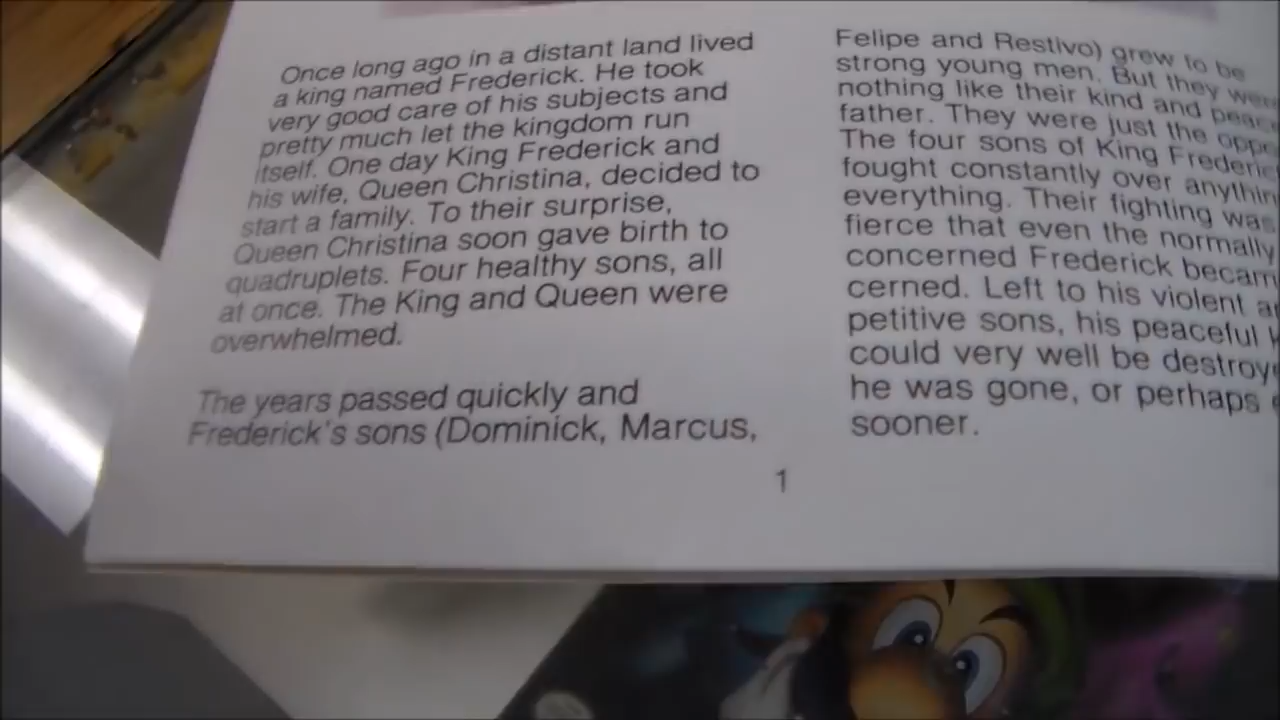 Once long ago in a distant land lived
a king named Frederick. He took
very good care of his subjects and
pretty much let the kingdom run
itself. One day King Frederick and
his wife, Queen Christina, decided to
start a family. To their surprise,
Queen Christina soon gave birth to
quadruplets. Four healthy sons, all
at once. The King and Queen were
overwhelmed.
The years passed quickly and
Frederick's sons (Dominick, Marcus,
Felipe and Restivo) grew to be
strong young men. But they were
nothing like their kind and
father. They were just the
The four sons of King Frederick
fought constantly over
everything. Their fighting was
fierce that even the normally
concerned Frederick
cerned. Left to his violent
petitive sons, his peaceful
could very well be
he was gone, or perhaps
sooner.
1